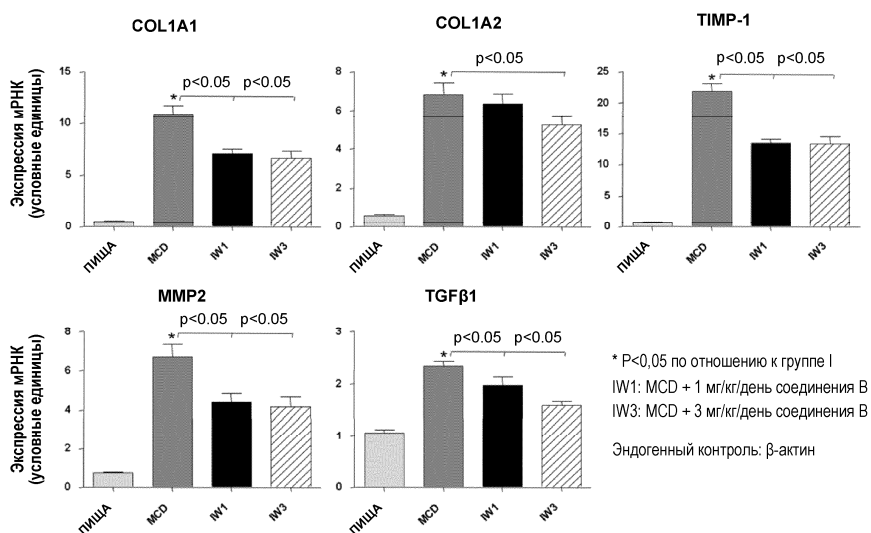 COL1A1
COL1A2
TIMP-1
Экспрессия мРНК
(условные единицы)
15
10
5
0
*
p<0.05
p<0.05
ПИЩА
MCD
IW1
IW3
8
6
4
2
0
*
p<0.05
ПИЩА
MCD
IW1
IW3
25
20
15
10
5
0
*
p<0.05
p<0.05
ПИЩА
MCD
IW1
IW3
MMP2
TGFβ1
Экспрессия мРНК
(условные единицы)
8
6
4
2
0
*
p<0.05
p<0.05
ПИЩА
MCD
IW1
IW3
3
2
1
0
*
p<0.05
p<0.05
ПИЩА
MCD
IW1
IW3
* P<0,05 по отношению к группе I
IW1: MCD + 1 мг/кг/день соединения B
IW3: MCD + 3 мг/кг/день соединения B
Эндогенный контроль: β-актин